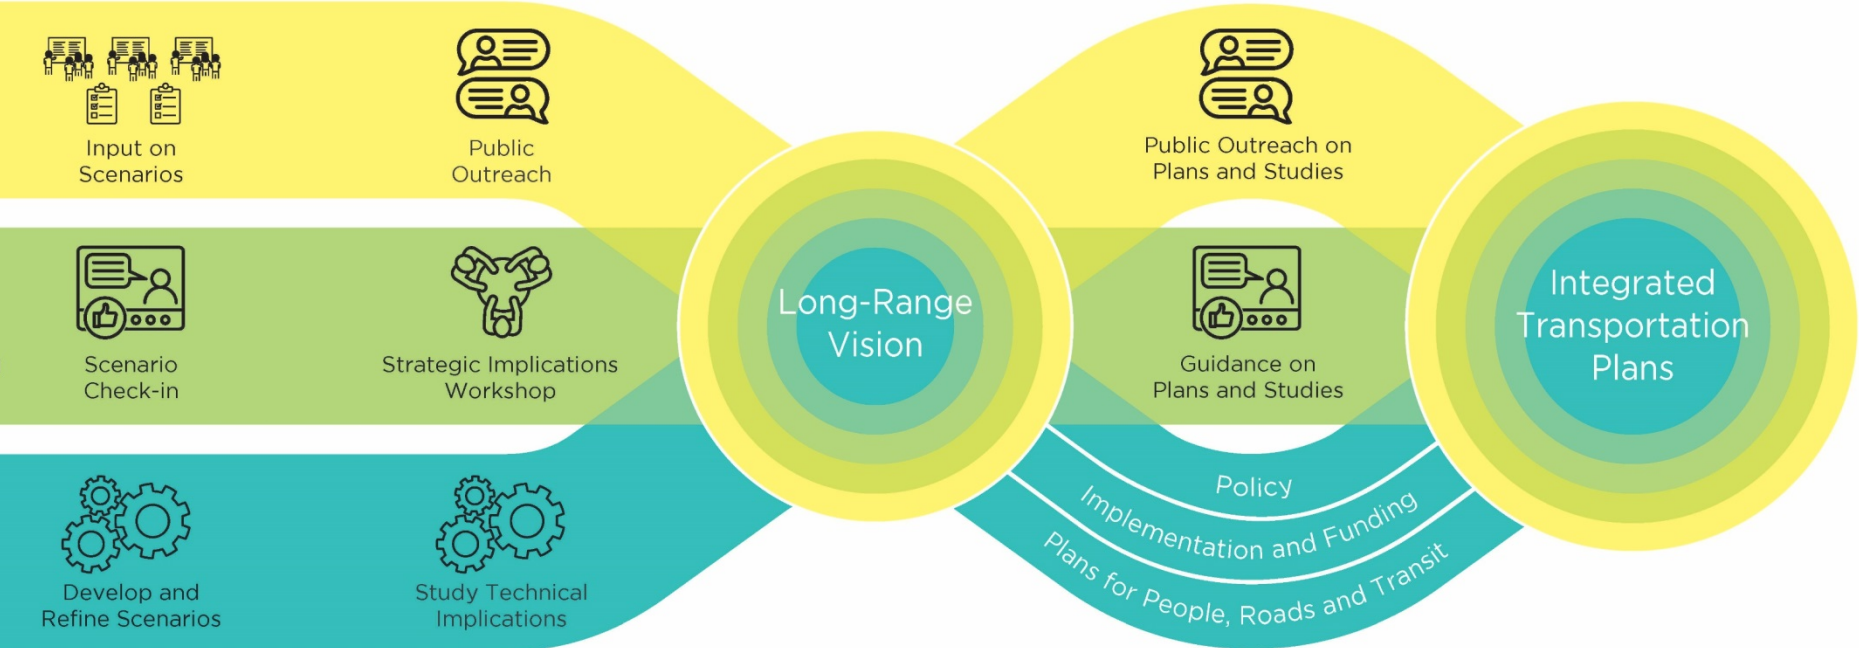 Input on
Scenarios
Public
Outreach
Public Outreach on
Plans and Studies
Scenario
Check-in
Strategic Implications
Workshop
Long-Range
Vision
Guidance on
Plans and Studies
Integrated
Transportation
Plans
Develop and
Refine Scenarios
Study Technical
Implications
Policy
Implementation and Funding
Plans for People, Roads and Transit